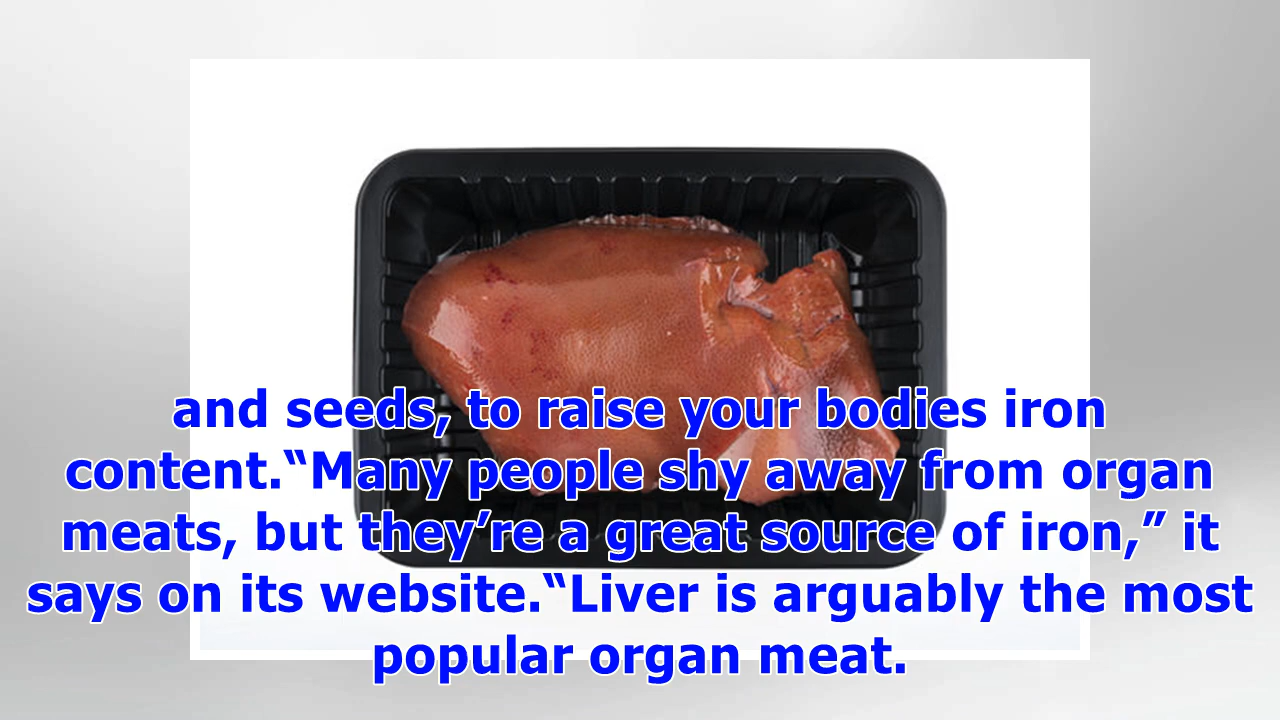 and seeds, to raise your bodies iron
content.“Many people shy away from organ
meats, but they’re a great source of iron,” it
says on its website.“Liver is arguably the most
popular organ meat.